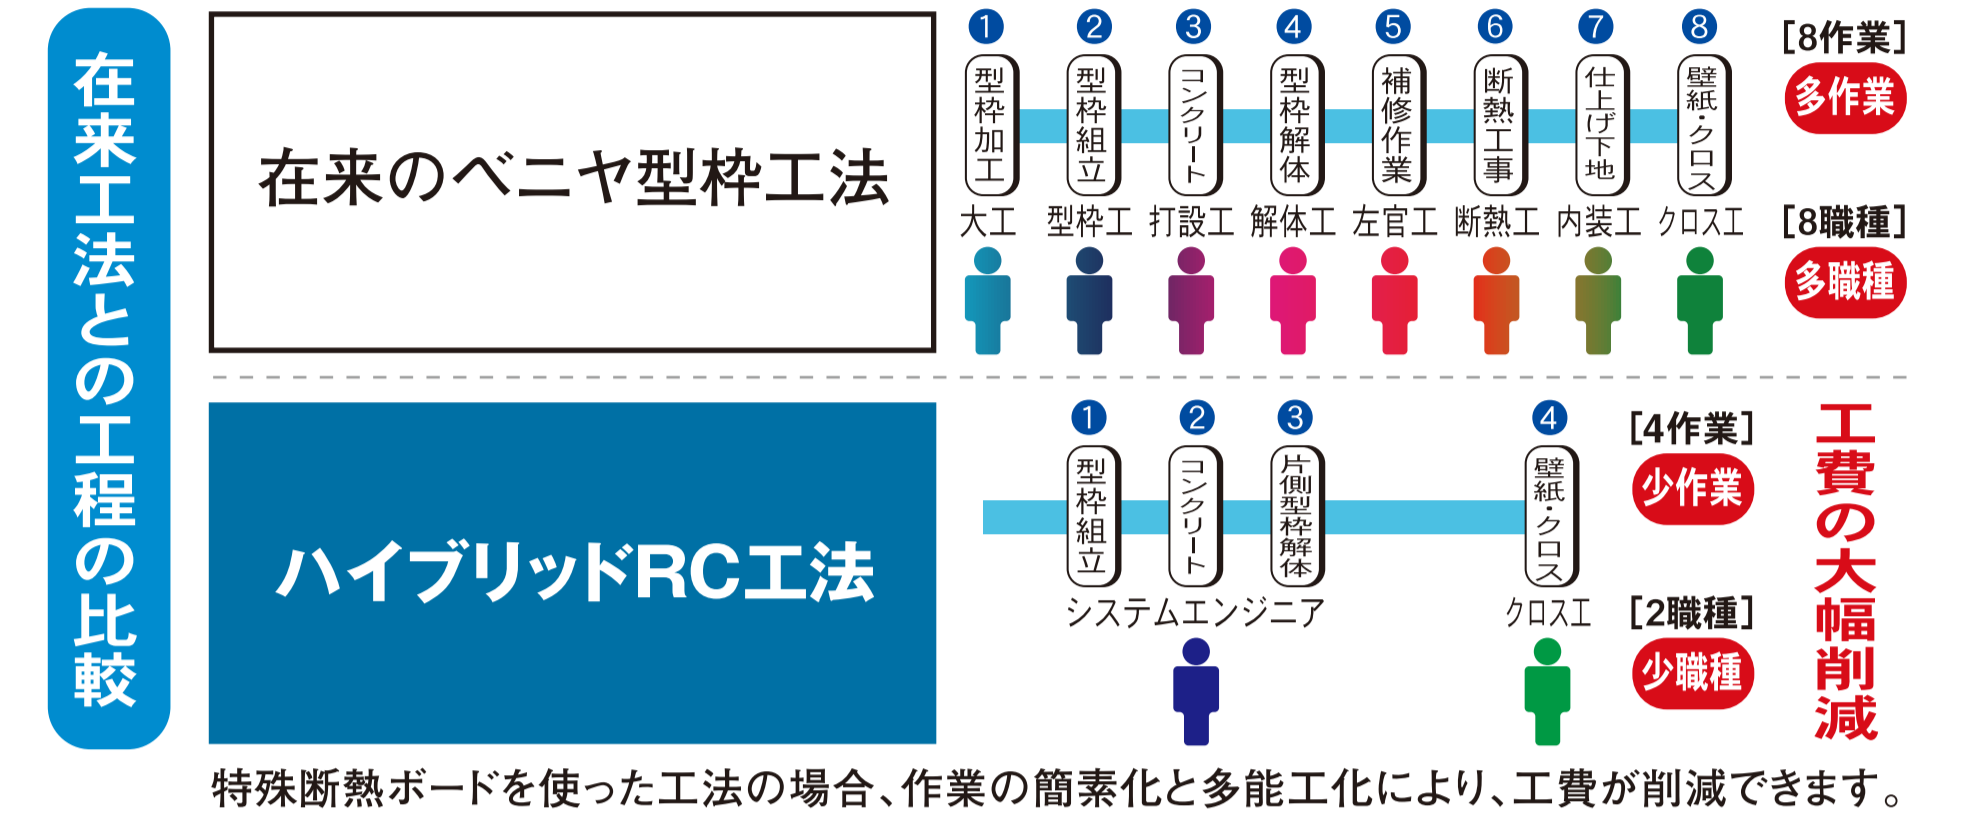 在来工法との工程の比較
在来のベニヤ型枠工法
1 2 3 4 5 6 7 8
型枠加工
型枠組立
コンクリート
型枠解体
補修作業
断熱工事
仕上げ下地
壁紙・クロス
大工 型枠工 打設工 解体工 左官工 断熱工 内装工 クロス工
[8作業]
多作業
[8職種]
多職種
ハイブリッドRC工法
1 2 3 4
型枠組立
コンクリート
片側型枠解体
壁紙・クロス
システムエンジニア クロス工
[4作業]
少作業
[2職種]
少職種
工費の大幅削減
特殊断熱ボードを使った工法の場合、作業の簡素化と多能工化により、工費が削減できます。